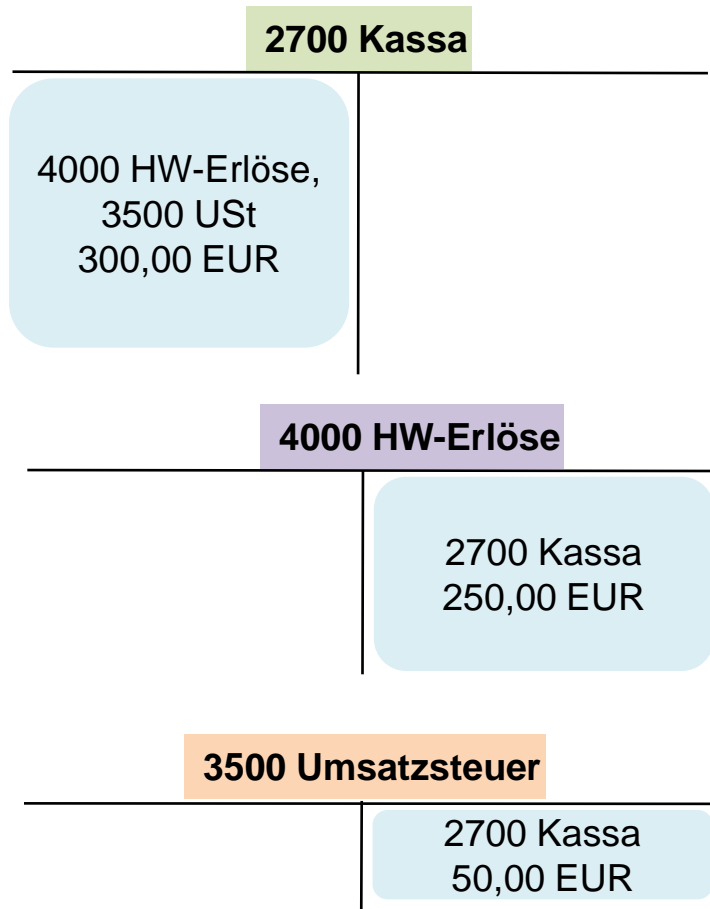 2700 Kassa
4000 HW-Erlöse,
3500 USt
300,00 EUR
4000 HW-Erlöse
2700 Kassa
250,00 EUR
3500 Umsatzsteuer
2700 Kassa
50,00 EUR